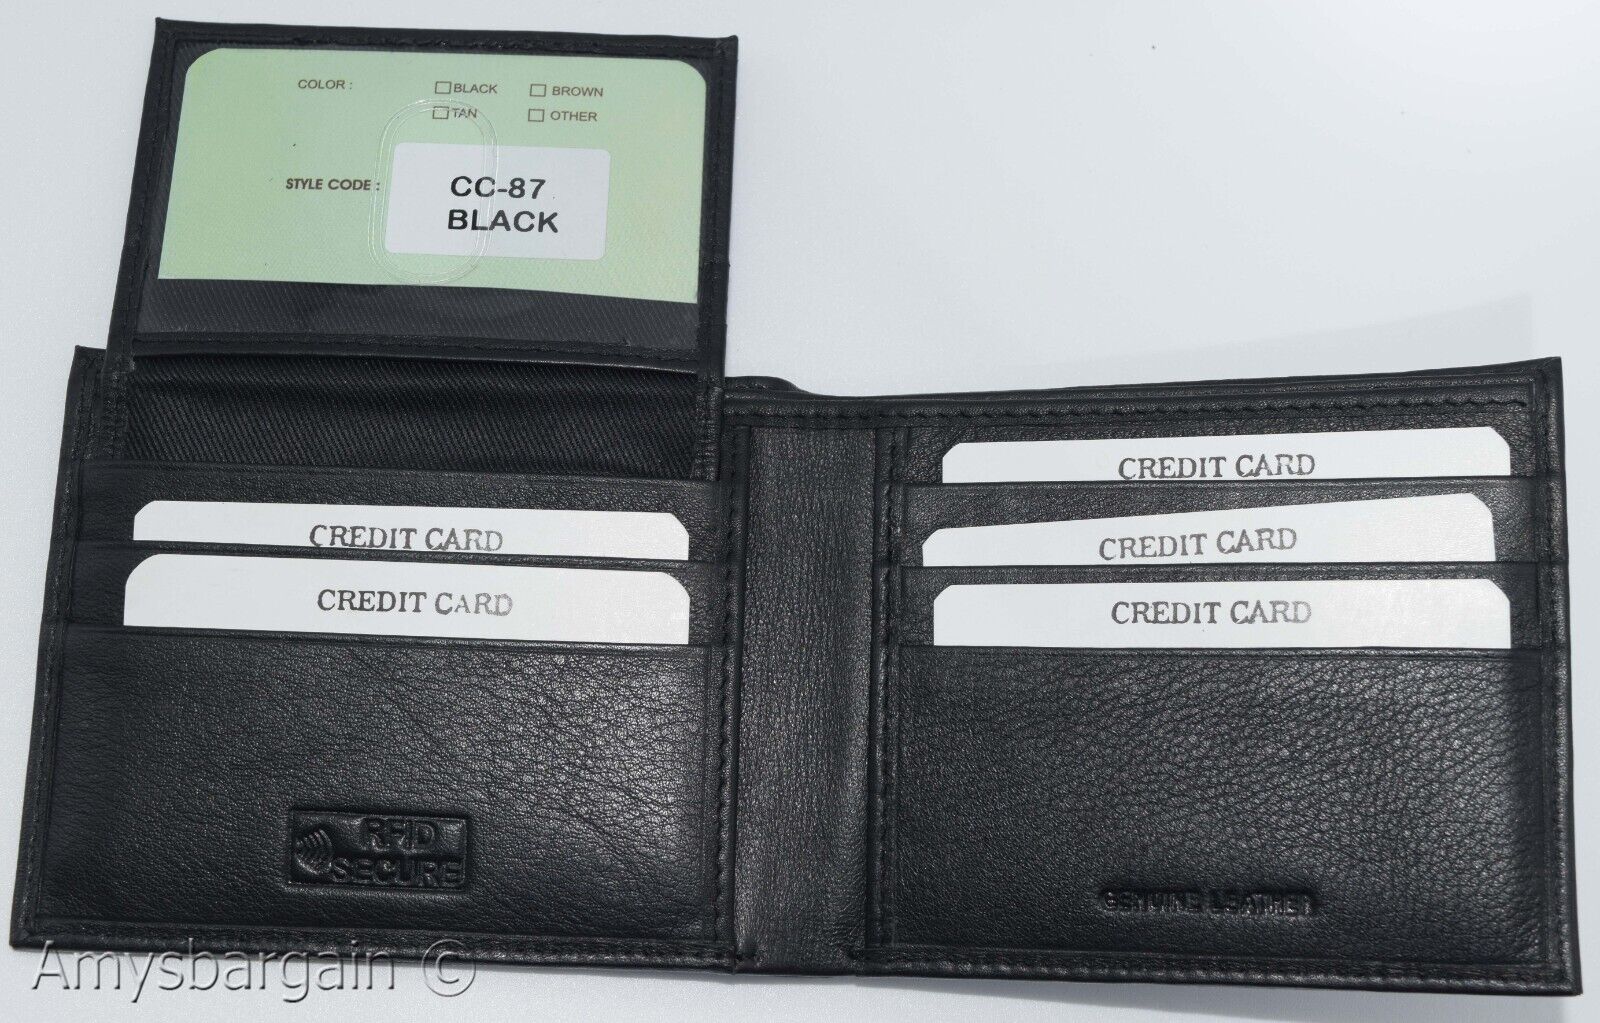 COLOR :
BLACK
BROWN
TAN
OTHER
STYLE CODE :
CC-87
BLACK
CREDIT CARD
CREDIT CARD
CREDIT CARD
CREDIT CARD
CREDIT CARD
RFID
SECURE
GENUINE LEATHER
Amysbargain ©